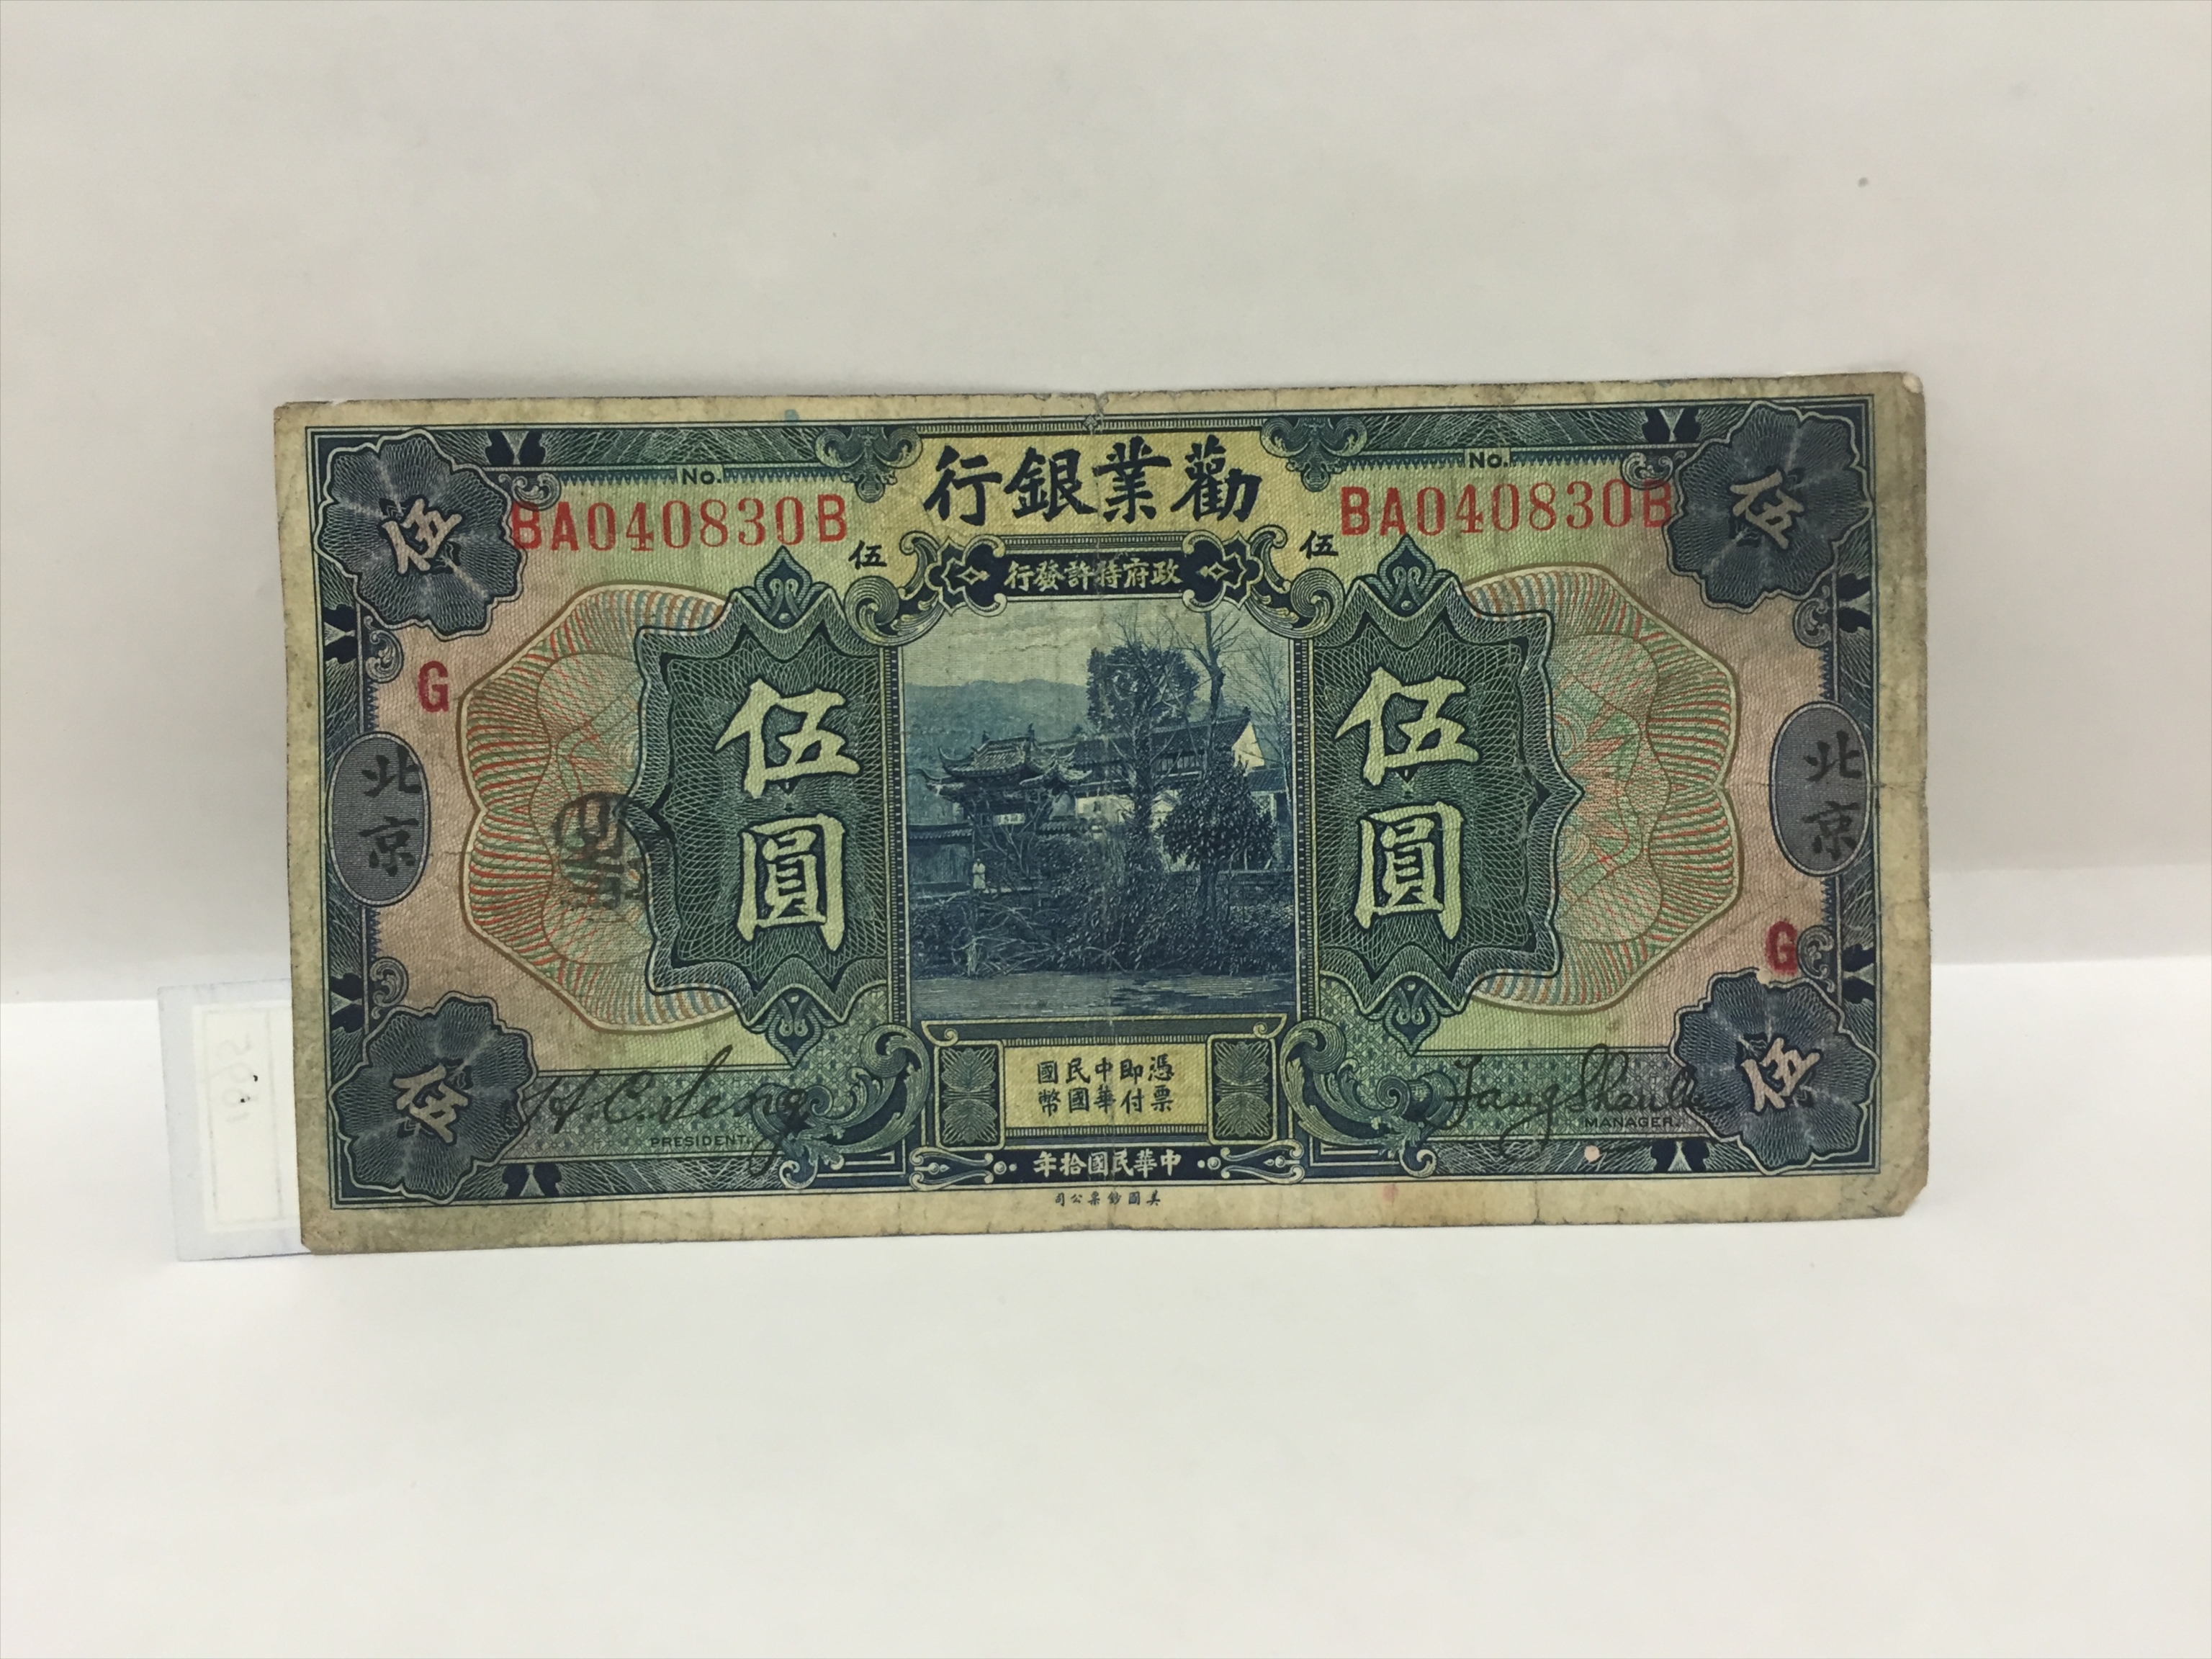 勸業銀行
No. No.
BA040830B BA040830B
伍 伍
政府特許發行
伍 伍
G
伍圓 伍圓
北京 北京
G
憑票即付中華民國國幣
伍 伍
H.C.
PRESIDENT.
MANAGER.
中華民國拾年
美國鈔票公司